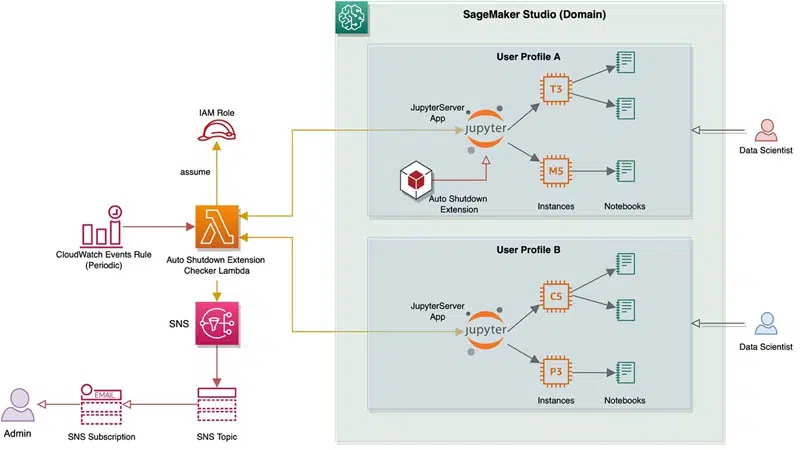 SageMaker Studio (Domain)
User Profile A
JupyterServer
App
jupyter
T3
M5
Auto Shutdown
Extension
Instances
Notebooks
Data Scientist
IAM Role
assume
CloudWatch Events Rule
(Periodic)
Auto Shutdown Extension
Checker Lambda
User Profile B
JupyterServer
App
jupyter
C5
P3
Instances
Notebooks
Data Scientist
SNS
EMAIL
Admin
SNS Subscription
SNS Topic